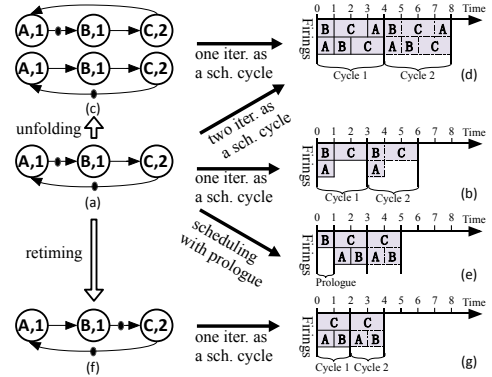 A,1 B,1 C,2
A,1 B,1 C,2
(c)
unfolding
A,1 B,1 C,2
(a)
retiming
A,1 B,1 C,2
(f)
one iter. as
a sch. cycle
two iter. as
a sch. cycle
one iter. as
a sch. cycle
scheduling
with prologue
one iter. as
a sch. cycle
0 1 2 3 4 5 6 7 8 Time
Firings
B C A B C A
A B C A B C
Cycle 1 Cycle 2
(d)
0 1 2 3 4 5 6 7 8 Time
Firings
B C B C
A A
Cycle 1 Cycle 2
(b)
0 1 2 3 4 5 6 7 8 Time
Firings
B C C
A B A B
Prologue
(e)
0 1 2 3 4 5 6 7 8 Time
Firings
C C
A B A B
Cycle 1 Cycle 2
(g)